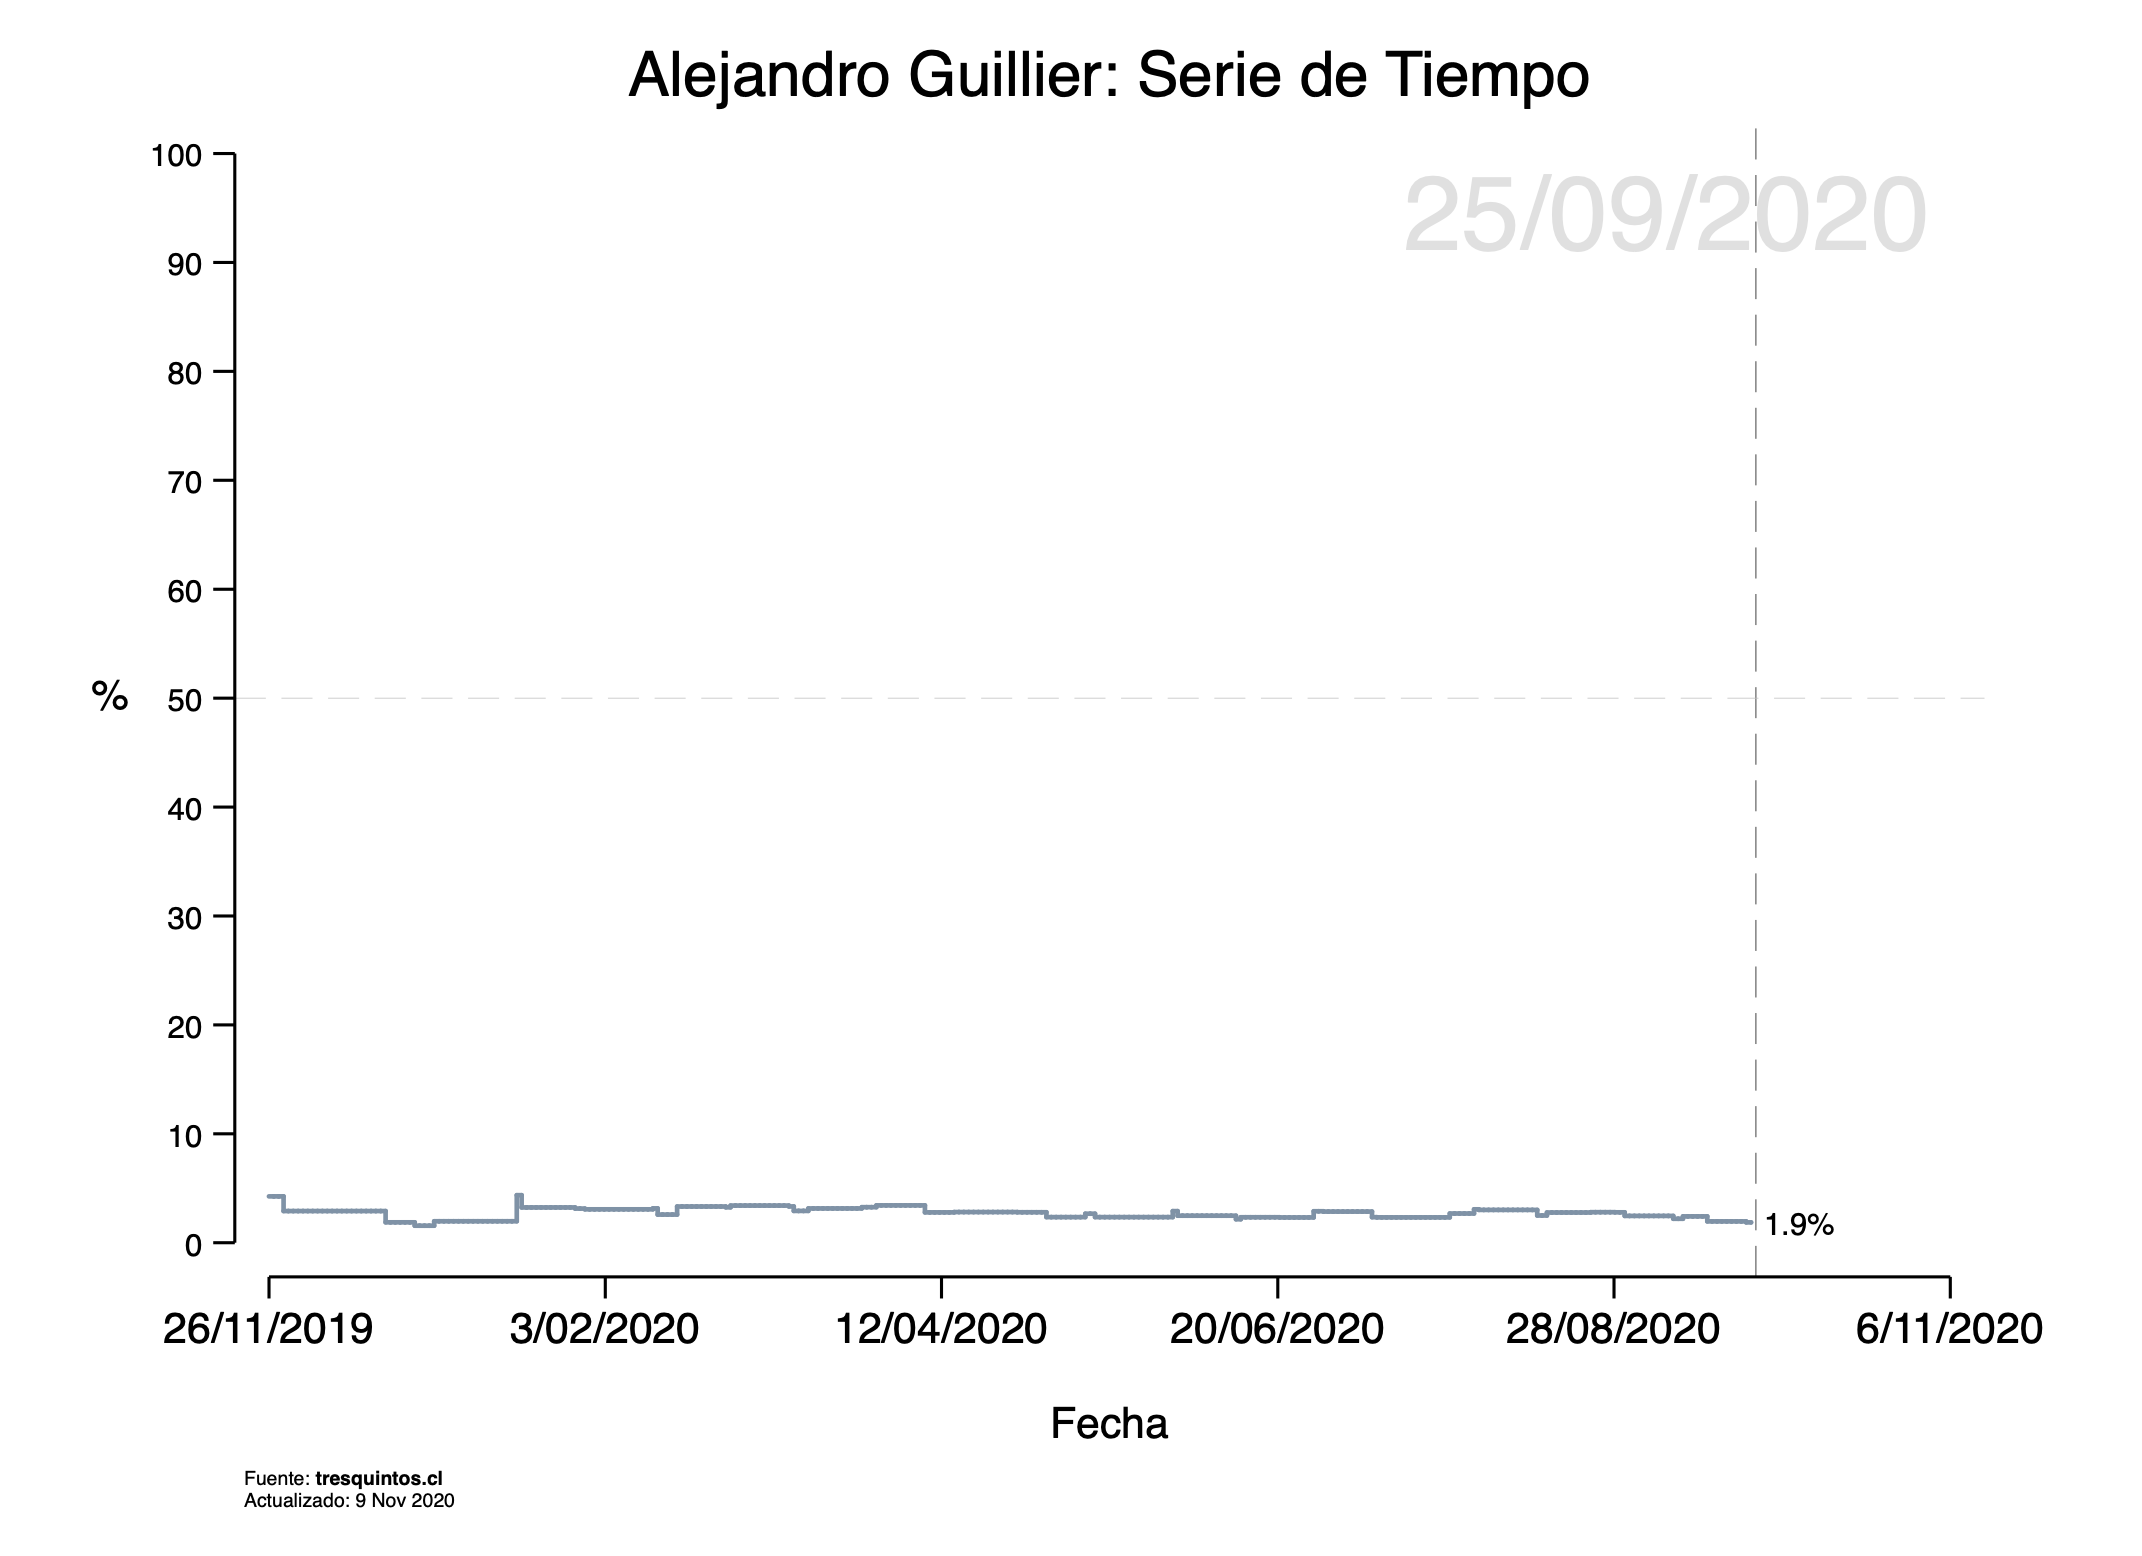 Alejandro Guillier: Serie de Tiempo
25/09/2020
100
90
80
70
60
50
40
30
20
10
0
%
1.9%
26/11/2019 3/02/2020 12/04/2020 20/06/2020 28/08/2020 6/11/2020
Fecha
Fuente: tresquintos.cl
Actualizado: 9 Nov 2020